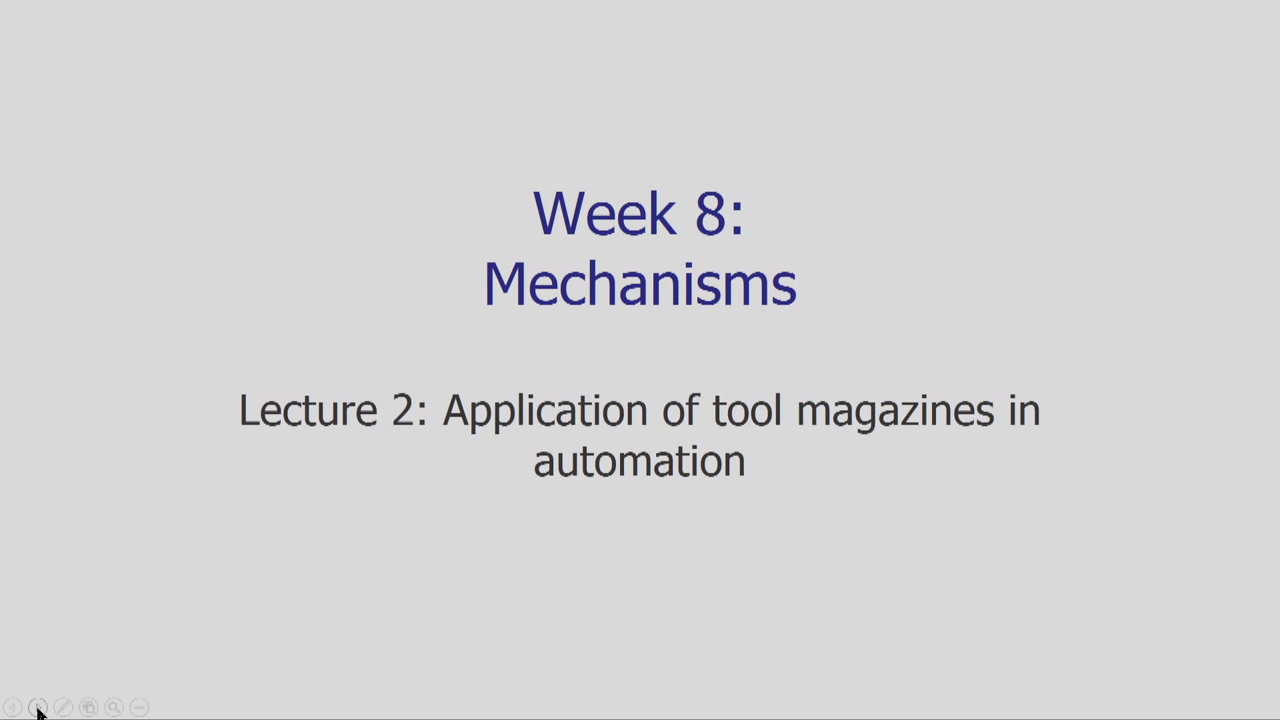 Week 8:
Mechanisms
Lecture 2: Application of tool magazines in
automation